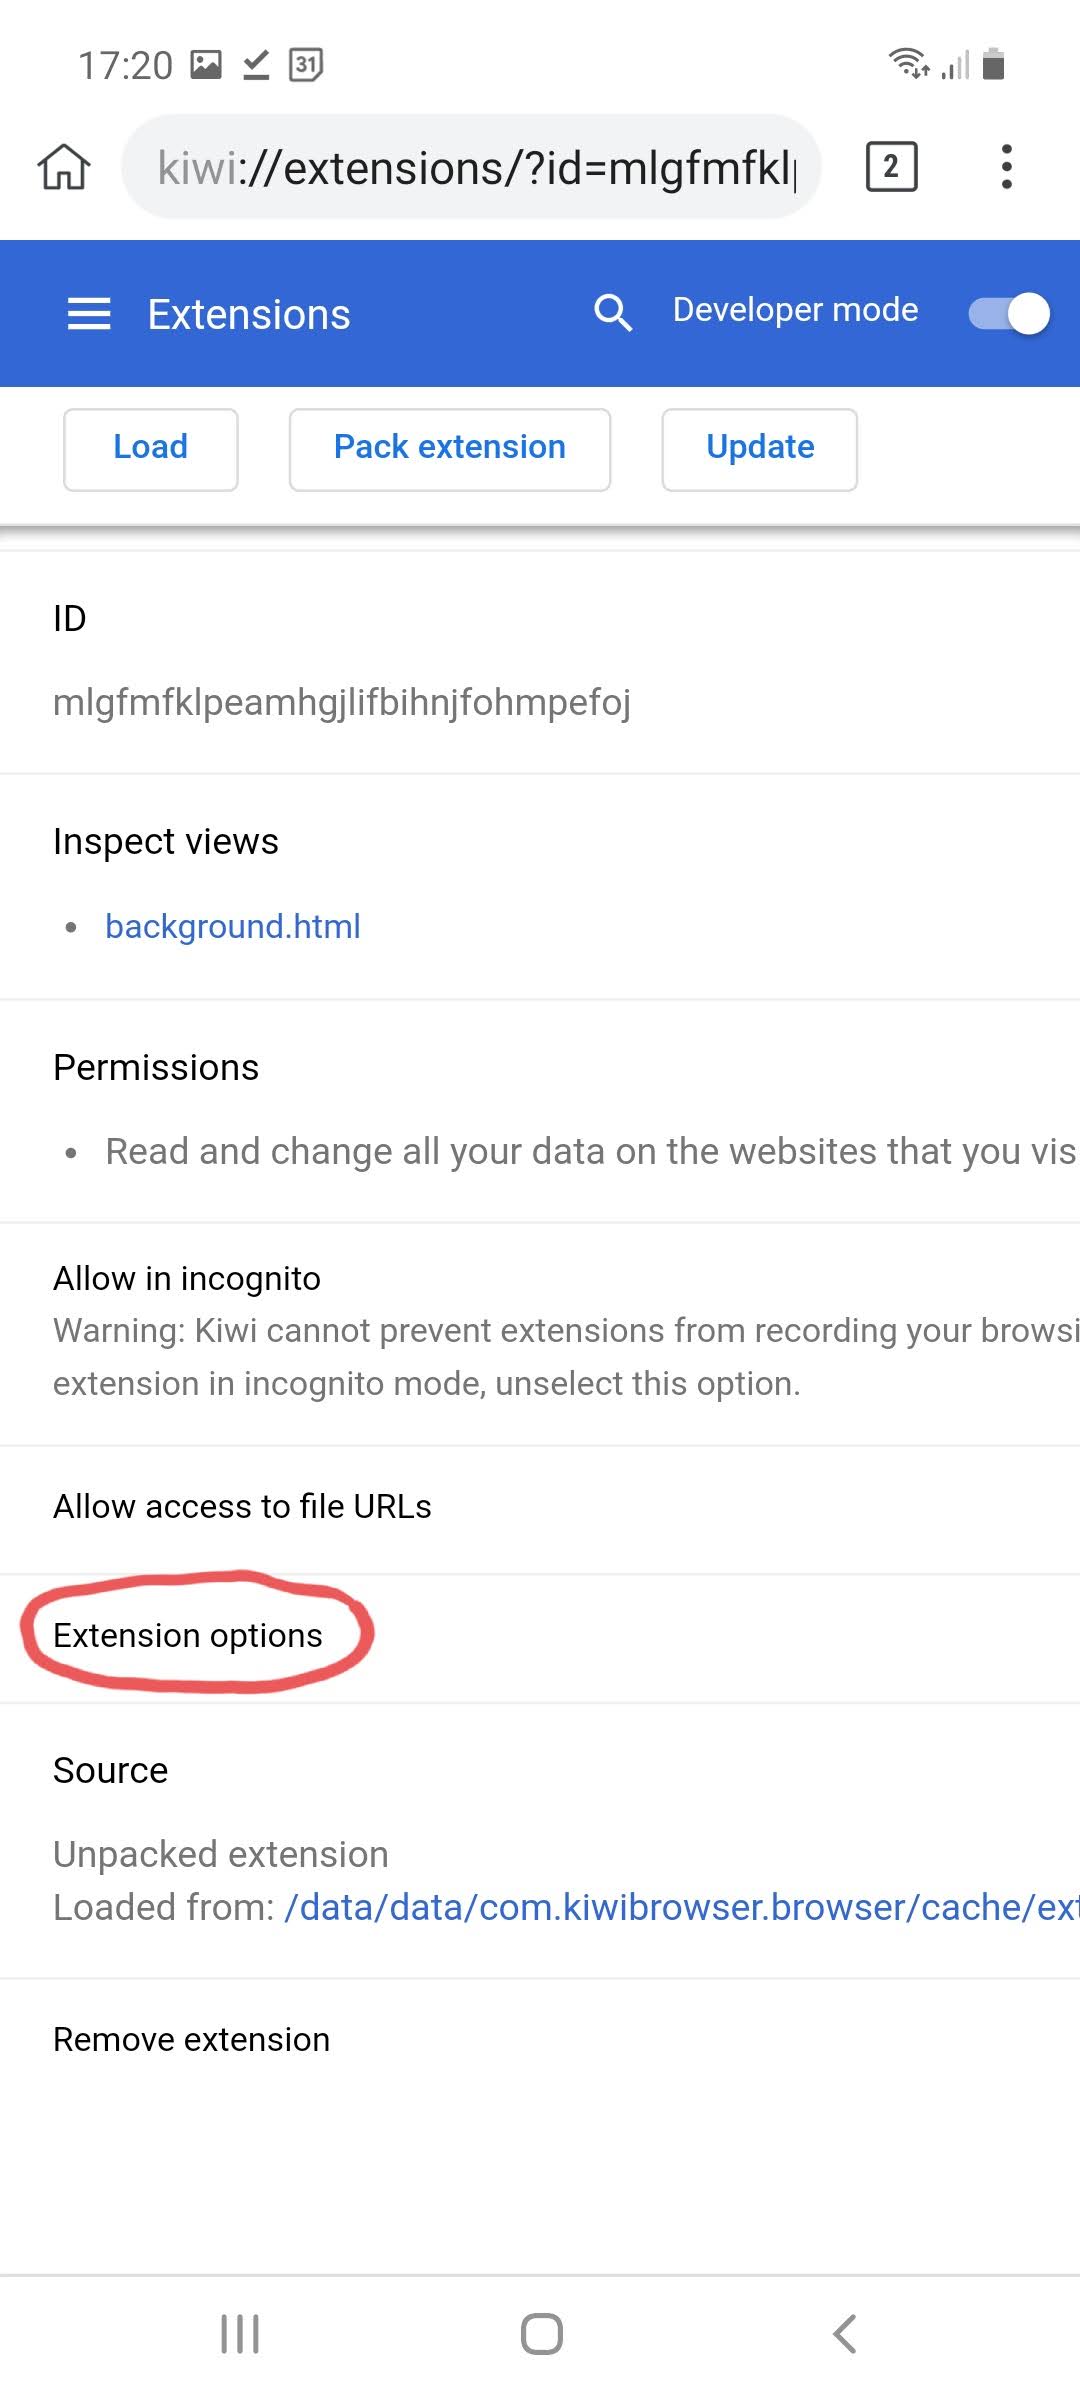 17:20 31
kiwi://extensions/?id=mlgfmfkl
2
Extensions
Developer mode
Load
Pack extension
Update
ID
mlgfmfklpeamhgjlifbihnjfohmpefoj
Inspect views
background.html
Permissions
Read and change all your data on the websites that you vis
Allow in incognito
Warning: Kiwi cannot prevent extensions from recording your browsi
extension in incognito mode, unselect this option.
Allow access to file URLs
Extension options
Source
Unpacked extension
Loaded from: /data/data/com.kiwibrowser.browser/cache/ext
Remove extension